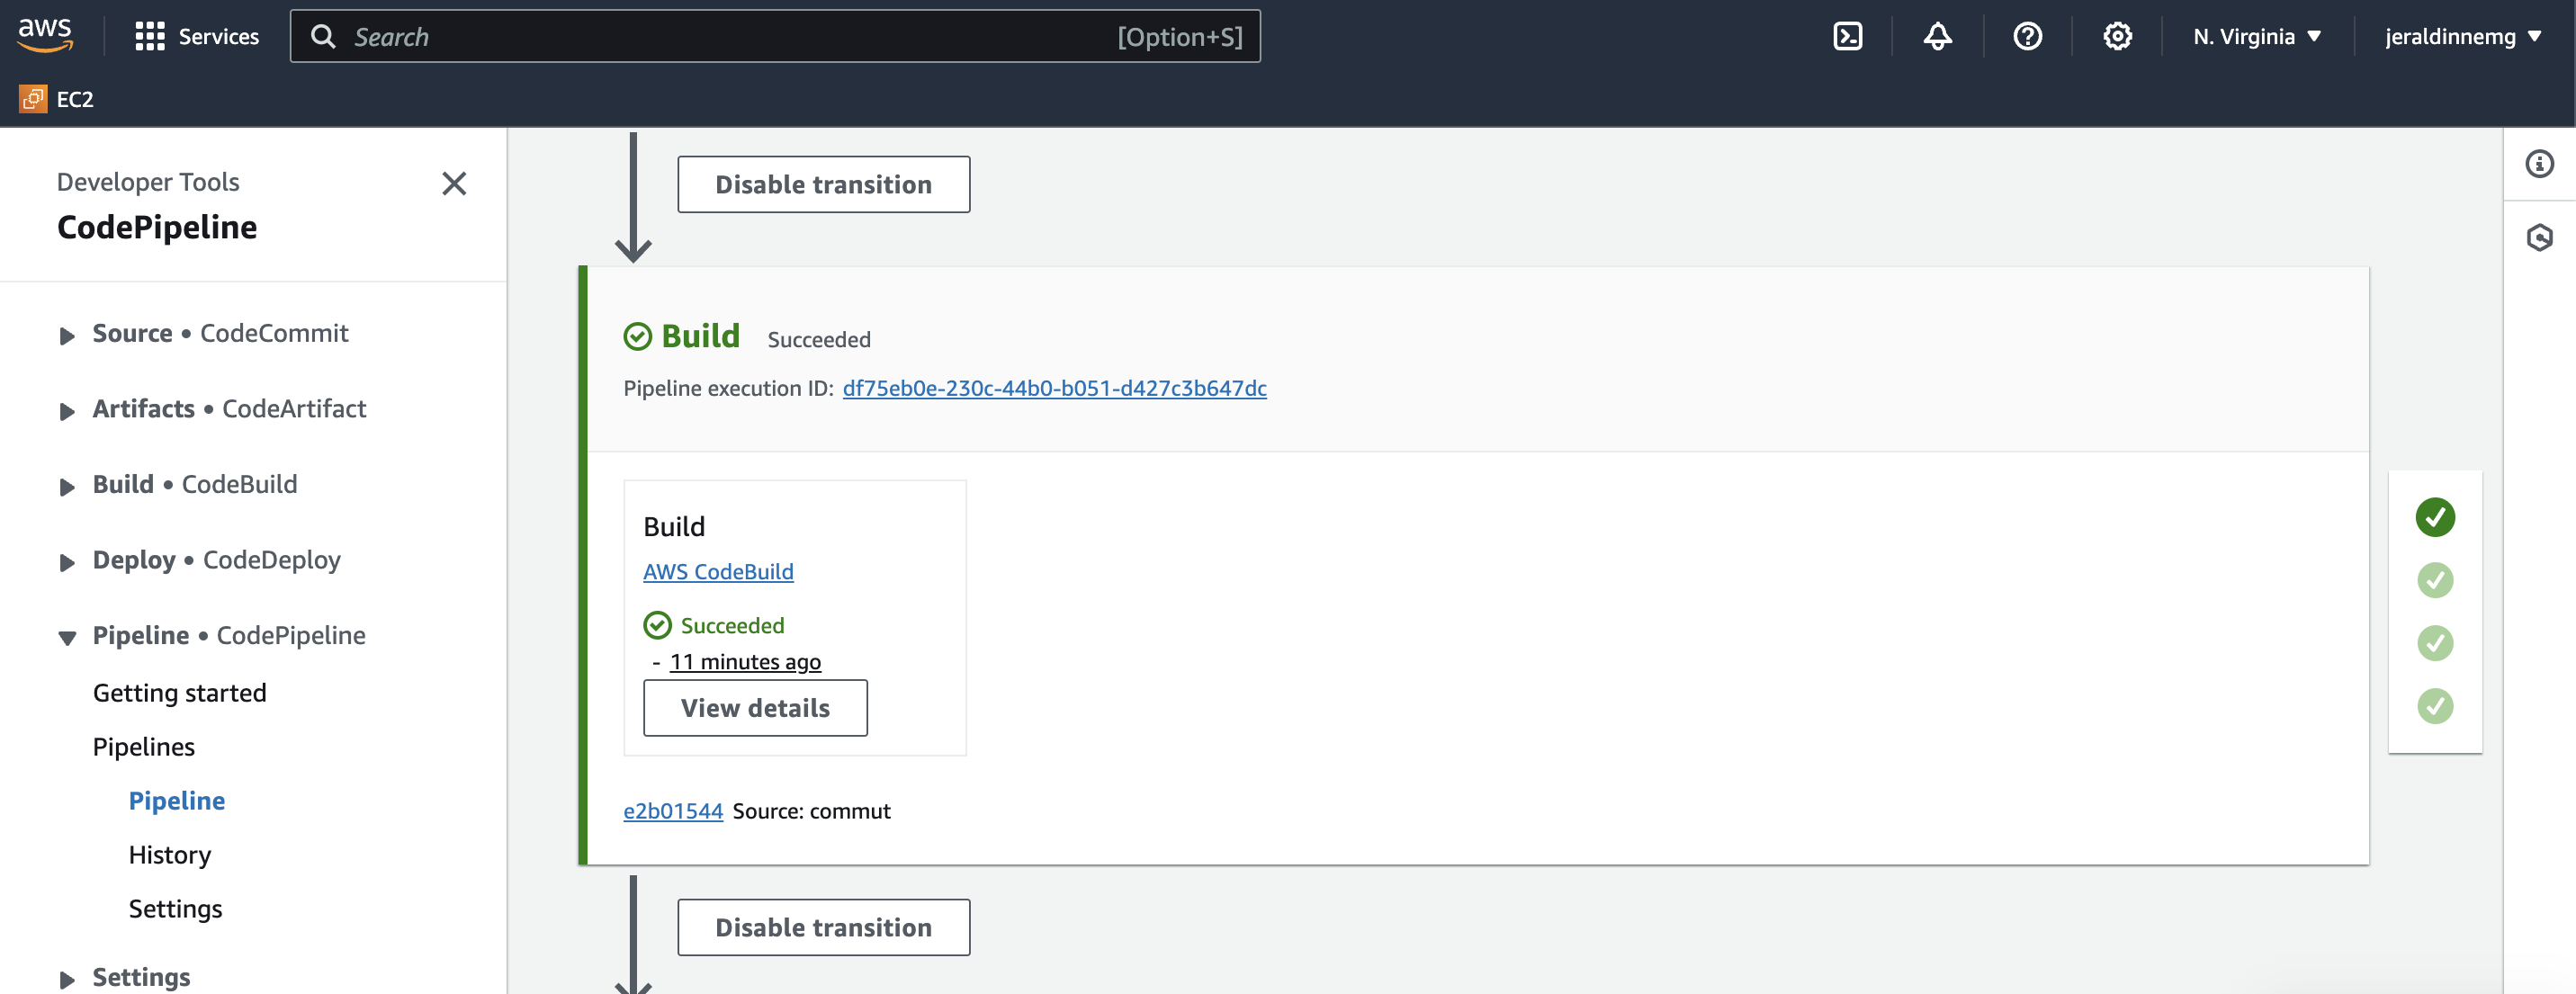 aws
Services
Search
[Option+S]
N. Virginia
jeraldinnemg
EC2
Developer Tools
CodePipeline
Source • CodeCommit
Artifacts • CodeArtifact
Build • CodeBuild
Deploy • CodeDeploy
Pipeline • CodePipeline
Getting started
Pipelines
Pipeline
History
Settings
Settings
Disable transition
Build Succeeded
Pipeline execution ID: df75eb0e-230c-44b0-b051-d427c3b647dc
Build
AWS CodeBuild
Succeeded
- 11 minutes ago
View details
e2b01544 Source: commut
Disable transition